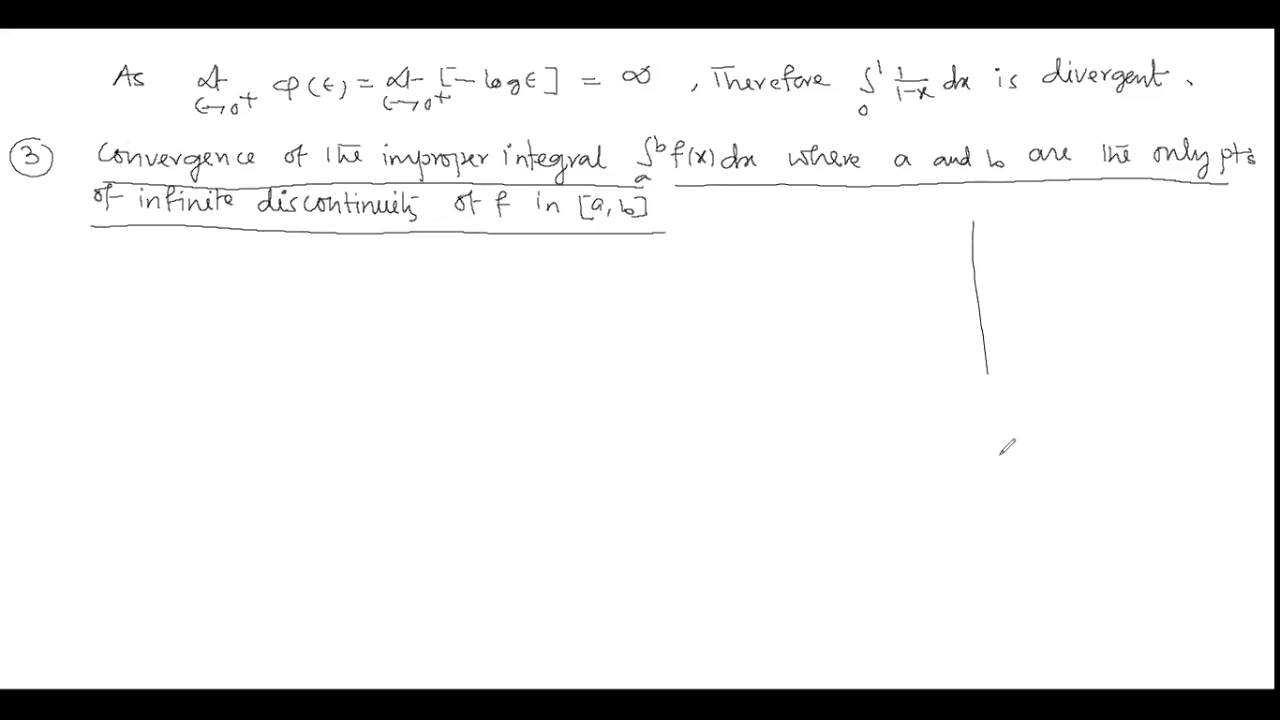 As Lt ϵ→0+ φ(ϵ) = Lt ϵ→0+ [-log ϵ] = ∞ , Therefore ∫₀¹ 1/(1-x) dx is divergent .
③ Convergence of the improper integral ∫ₐᵇ f(x) dx where a and b are the only pts
of infinite discontinuity of f in [a, b]